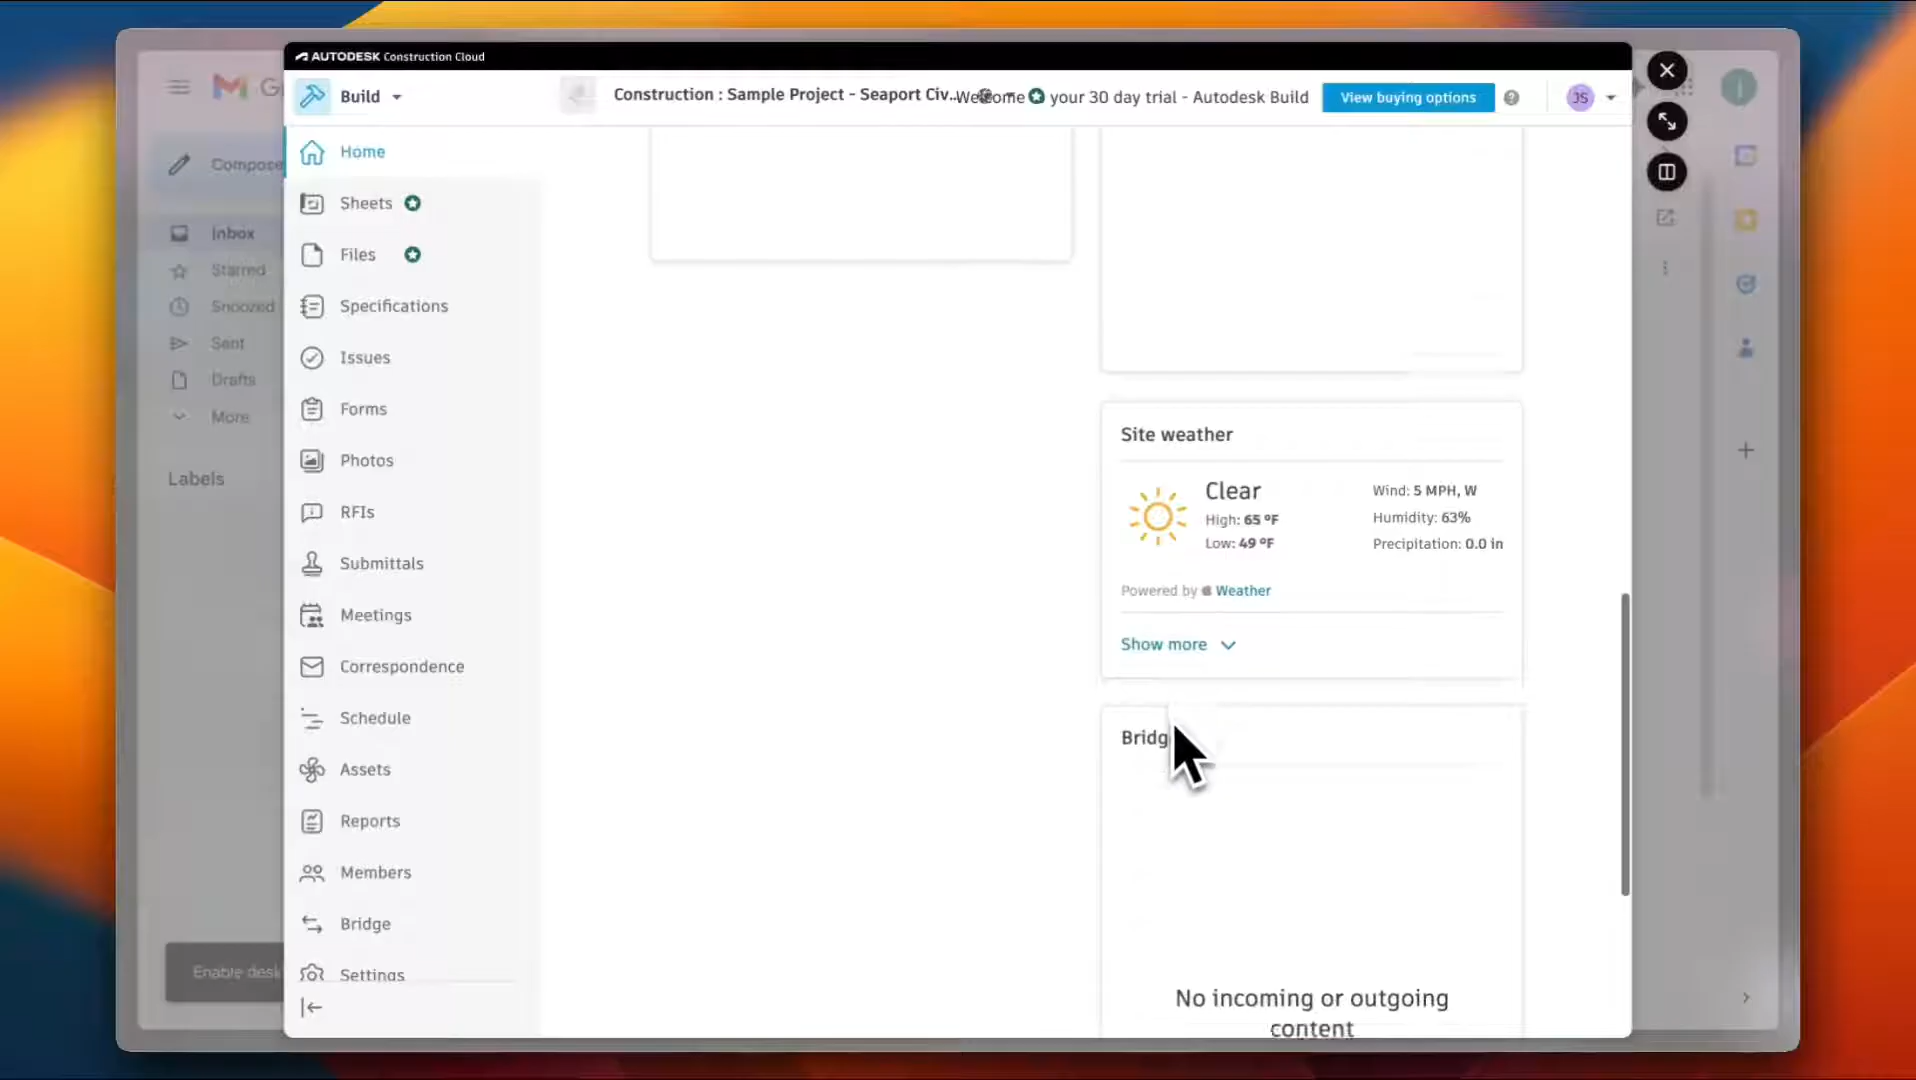 AUTODESK Construction Cloud
Build
Construction : Sample Project - Seaport Civ...
Welcome
your 30 day trial - Autodesk Build
View buying options
JS
Home
Sheets
Files
Specifications
Issues
Forms
Photos
RFIs
Submittals
Meetings
Correspondence
Schedule
Assets
Reports
Members
Bridge
Settings
Site weather
Clear
High: 65 °F
Low: 49 °F
Wind: 5 MPH, W
Humidity: 63%
Precipitation: 0.0 in
Powered by Weather
Show more
Bridg
No incoming or outgoing
content
Compose
Inbox
Starred
Snoozed
Sent
Drafts
More
Labels
Enable desk